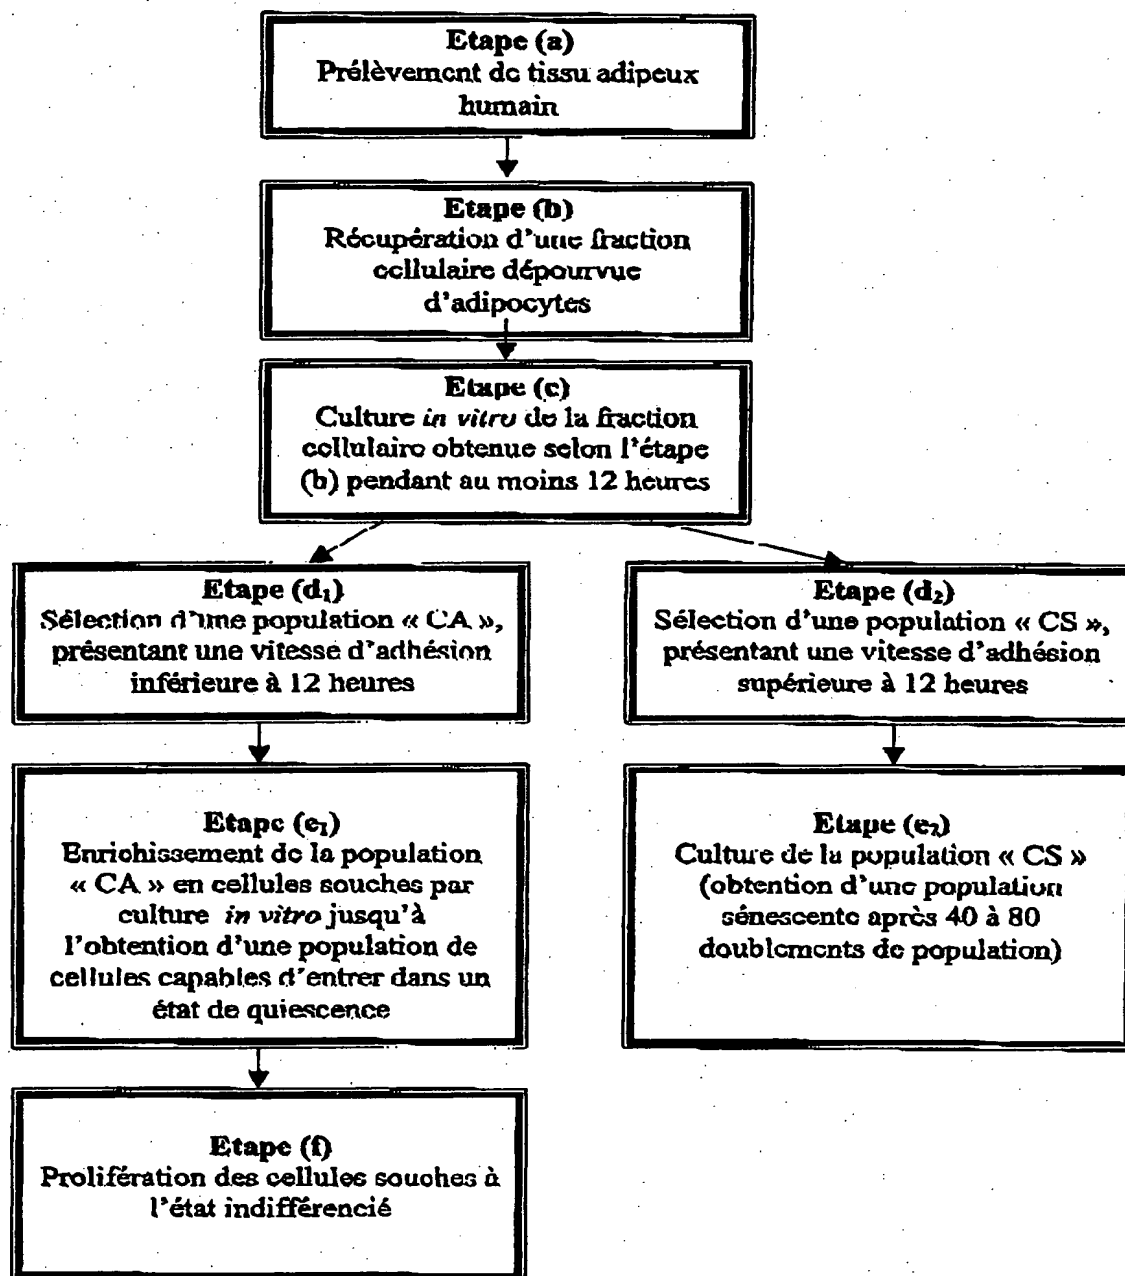 Etape (a)
Prélèvement de tissu adipeux
humain
Etape (b)
Récupération d'une fraction
cellulaire dépourvue
d'adipocytes
Etape (c)
Culture in vitro de la fraction
cellulaire obtenue selon l'étape
(b) pendant au moins 12 heures
Etape (d₁)
Sélection d'une population « CA »,
présentant une vitesse d'adhésion
inférieure à 12 heures
Etape (d₂)
Sélection d'une population « CS »,
présentant une vitesse d'adhésion
supérieure à 12 heures
Etape (e₁)
Enrichissement de la population
« CA » en cellules souches par
culture in vitro jusqu'à
l'obtention d'une population de
cellules capables d'entrer dans un
état de quiescence
Etape (e₂)
Culture de la population « CS »
(obtention d'une population
sénescente après 40 à 80
doublements de population)
Etape (f)
Prolifération des cellules souches à
l'état indifférencié